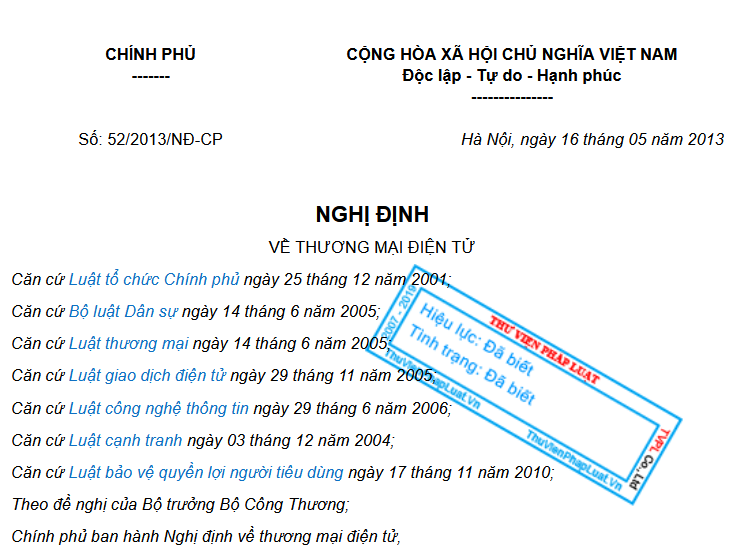 CHÍNH PHỦ
-------
CỘNG HÒA XÃ HỘI CHỦ NGHĨA VIỆT NAM
Độc lập - Tự do - Hạnh phúc
---------------
Số: 52/2013/NĐ-CP
Hà Nội, ngày 16 tháng 05 năm 2013
NGHỊ ĐỊNH
VỀ THƯƠNG MẠI ĐIỆN TỬ
Căn cứ Luật tổ chức Chính phủ ngày 25 tháng 12 năm 2001;
Căn cứ Bộ luật Dân sự ngày 14 tháng 6 năm 2005;
Căn cứ Luật thương mại ngày 14 tháng 6 năm 2005;
Căn cứ Luật giao dịch điện tử ngày 29 tháng 11 năm 2005;
Căn cứ Luật công nghệ thông tin ngày 29 tháng 6 năm 2006;
Căn cứ Luật cạnh tranh ngày 03 tháng 12 năm 2004;
Căn cứ Luật bảo vệ quyền lợi người tiêu dùng ngày 17 tháng 11 năm 2010;
Theo đề nghị của Bộ trưởng Bộ Công Thương;
Chính phủ ban hành Nghị định về thương mại điện tử,
2007 - 2019
THƯ VIỆN PHÁP LUẬT
Hiệu lực: Đã biết
Tình trạng: Đã biết
ThuVienPhapLuat.Vn
ThuVienPhapLuat.Vn
TVPL Co., Ltd